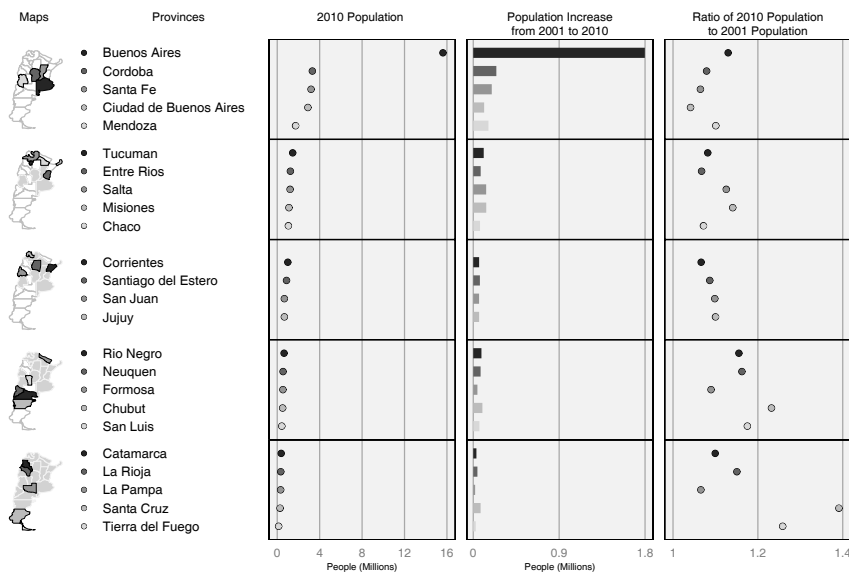 Maps Provinces 2010 Population Population Increase Ratio of 2010 Population
from 2001 to 2010 to 2001 Population
Buenos Aires
Cordoba
Santa Fe
Ciudad de Buenos Aires
Mendoza
Tucuman
Entre Rios
Salta
Misiones
Chaco
Corrientes
Santiago del Estero
San Juan
Jujuy
Rio Negro
Neuquen
Formosa
Chubut
San Luis
Catamarca
La Rioja
La Pampa
Santa Cruz
Tierra del Fuego
0 4 8 12 16 0 0.9 1.8 1 1.2 1.4
People (Millions) People (Millions)